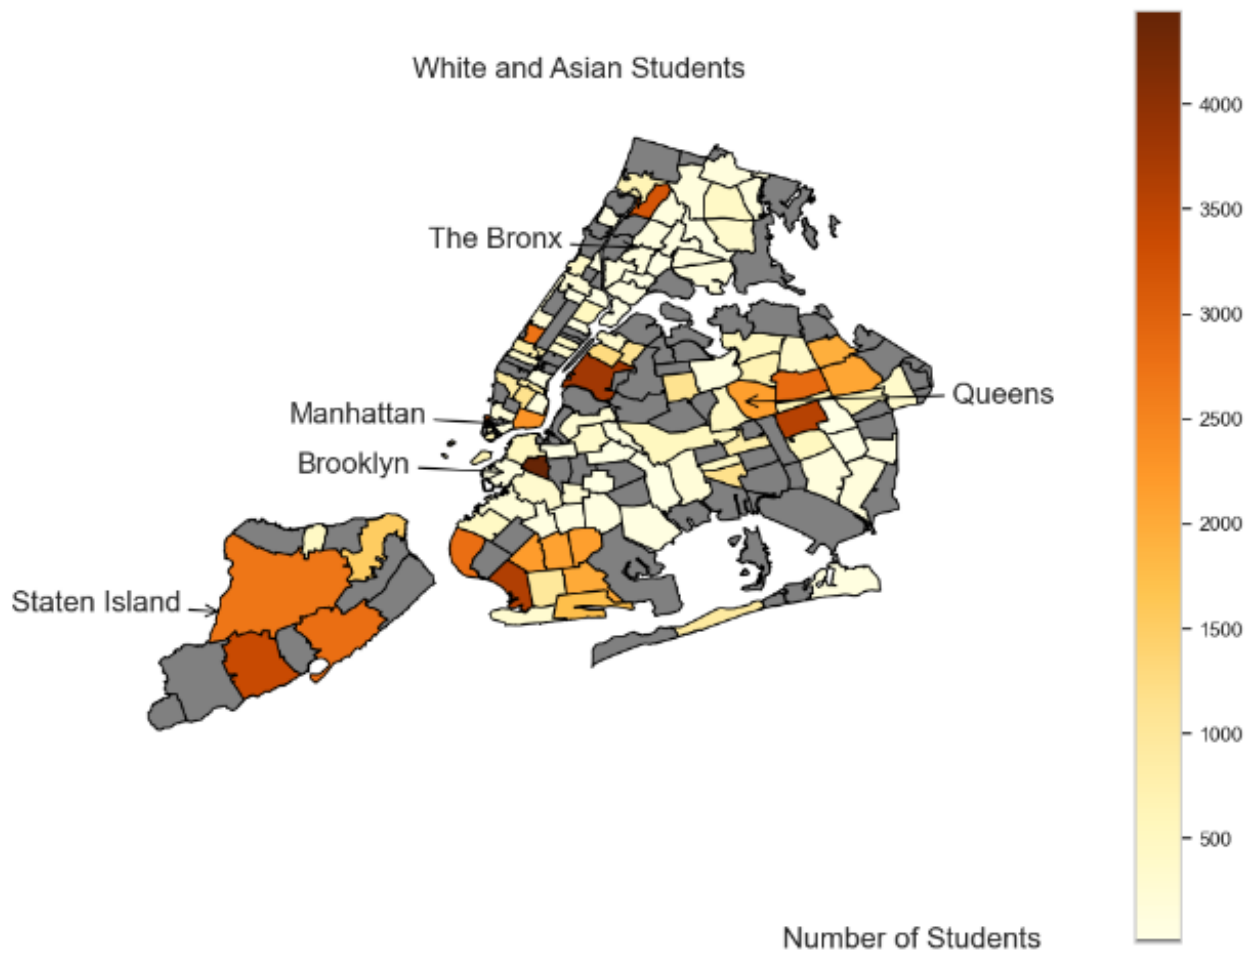 White and Asian Students
The Bronx
Queens
Manhattan
Brooklyn
Staten Island
4000
3500
3000
2500
2000
1500
1000
500
Number of Students